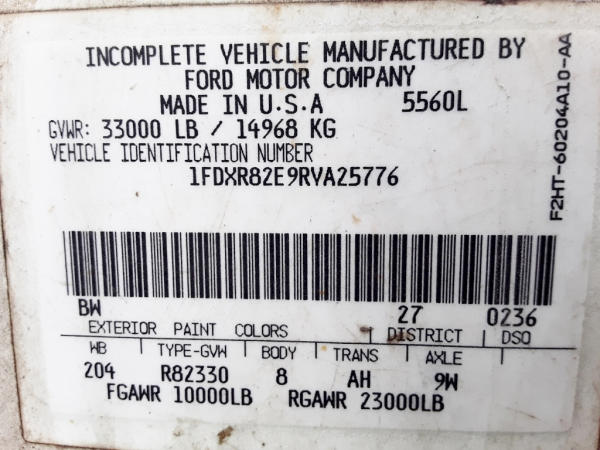 INCOMPLETE VEHICLE MANUFACTURED BY
FORD MOTOR COMPANY
MADE IN U.S.A 5560L
GVWR: 33000 LB / 14968 KG
VEHICLE IDENTIFICATION NUMBER
1FDXR82E9RVA25776
F2HT-60204A10-AA
BW 27 0236
EXTERIOR PAINT COLORS DISTRICT DSO
WB TYPE-GVW BODY TRANS AXLE
204 R82330 8 AH 9W
FGAWR 10000LB RGAWR 23000LB